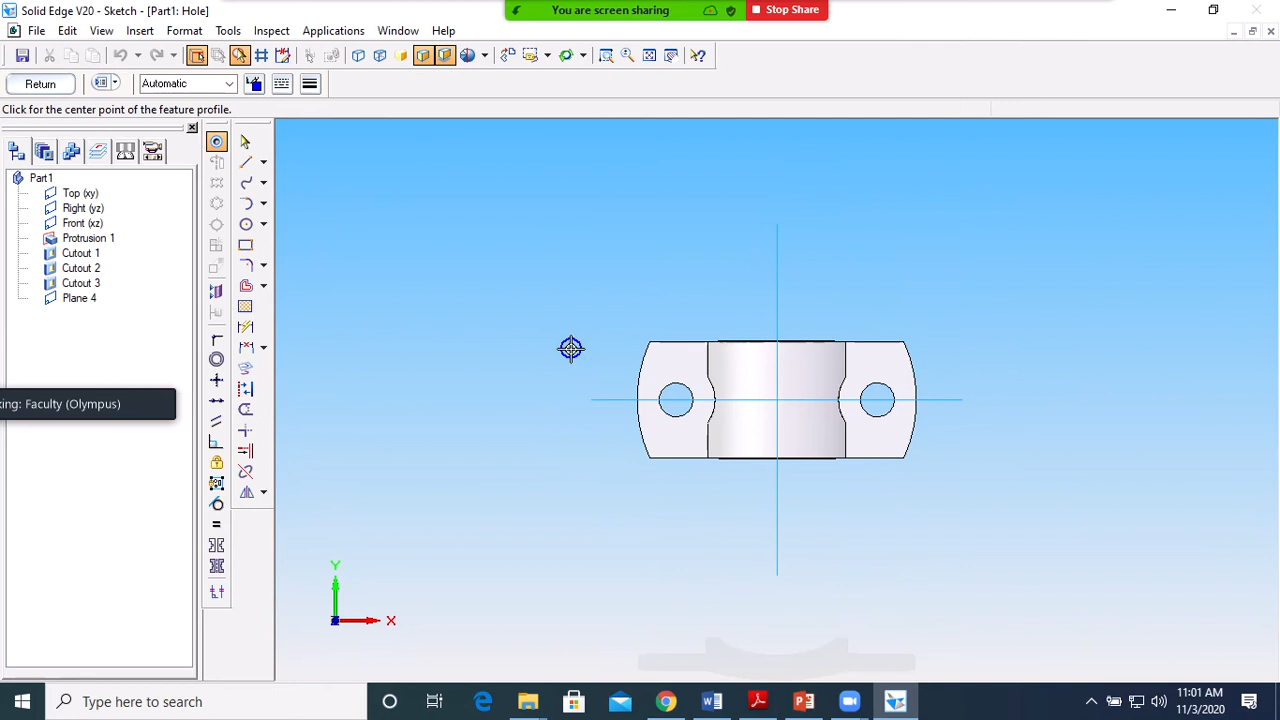 Solid Edge V20 - Sketch - [Part1: Hole]
You are screen sharing
Stop Share
File Edit View Insert Format Tools Inspect Applications Window Help
Return
Automatic
Click for the center point of the feature profile.
Part1
Top (xy)
Right (yz)
Front (xz)
Protrusion 1
Cutout 1
Cutout 2
Cutout 3
Plane 4
king: Faculty (Olympus)
Y
X
Type here to search
11:01 AM
11/3/2020